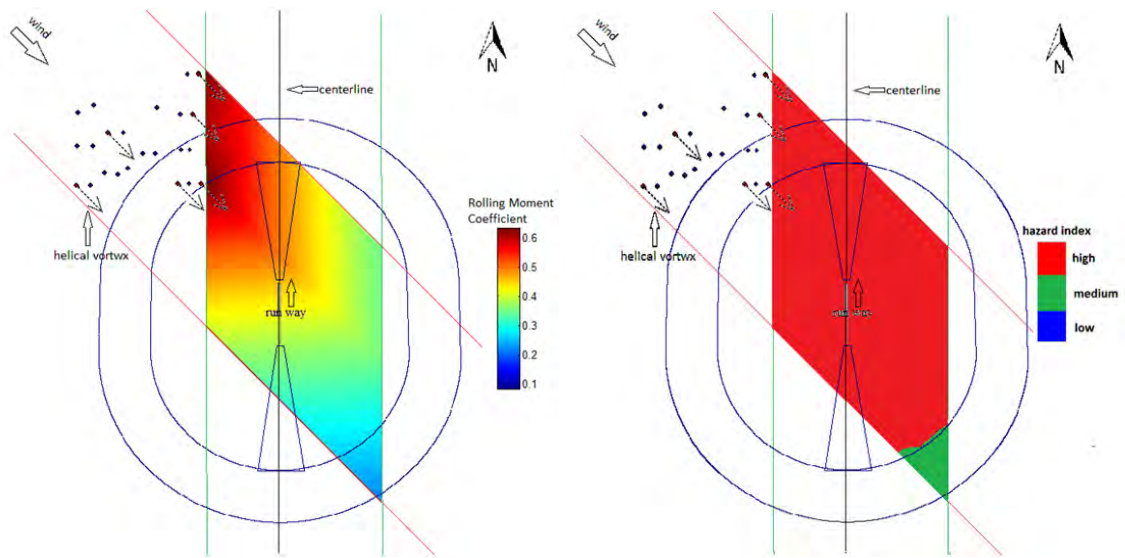 wind
N
centerline
helical vortwx
run way
Rolling Moment
Coefficient
0.6
0.5
0.4
0.3
0.2
0.1
wind
N
centerline
helical vortwx
run way
hazard index
high
medium
low